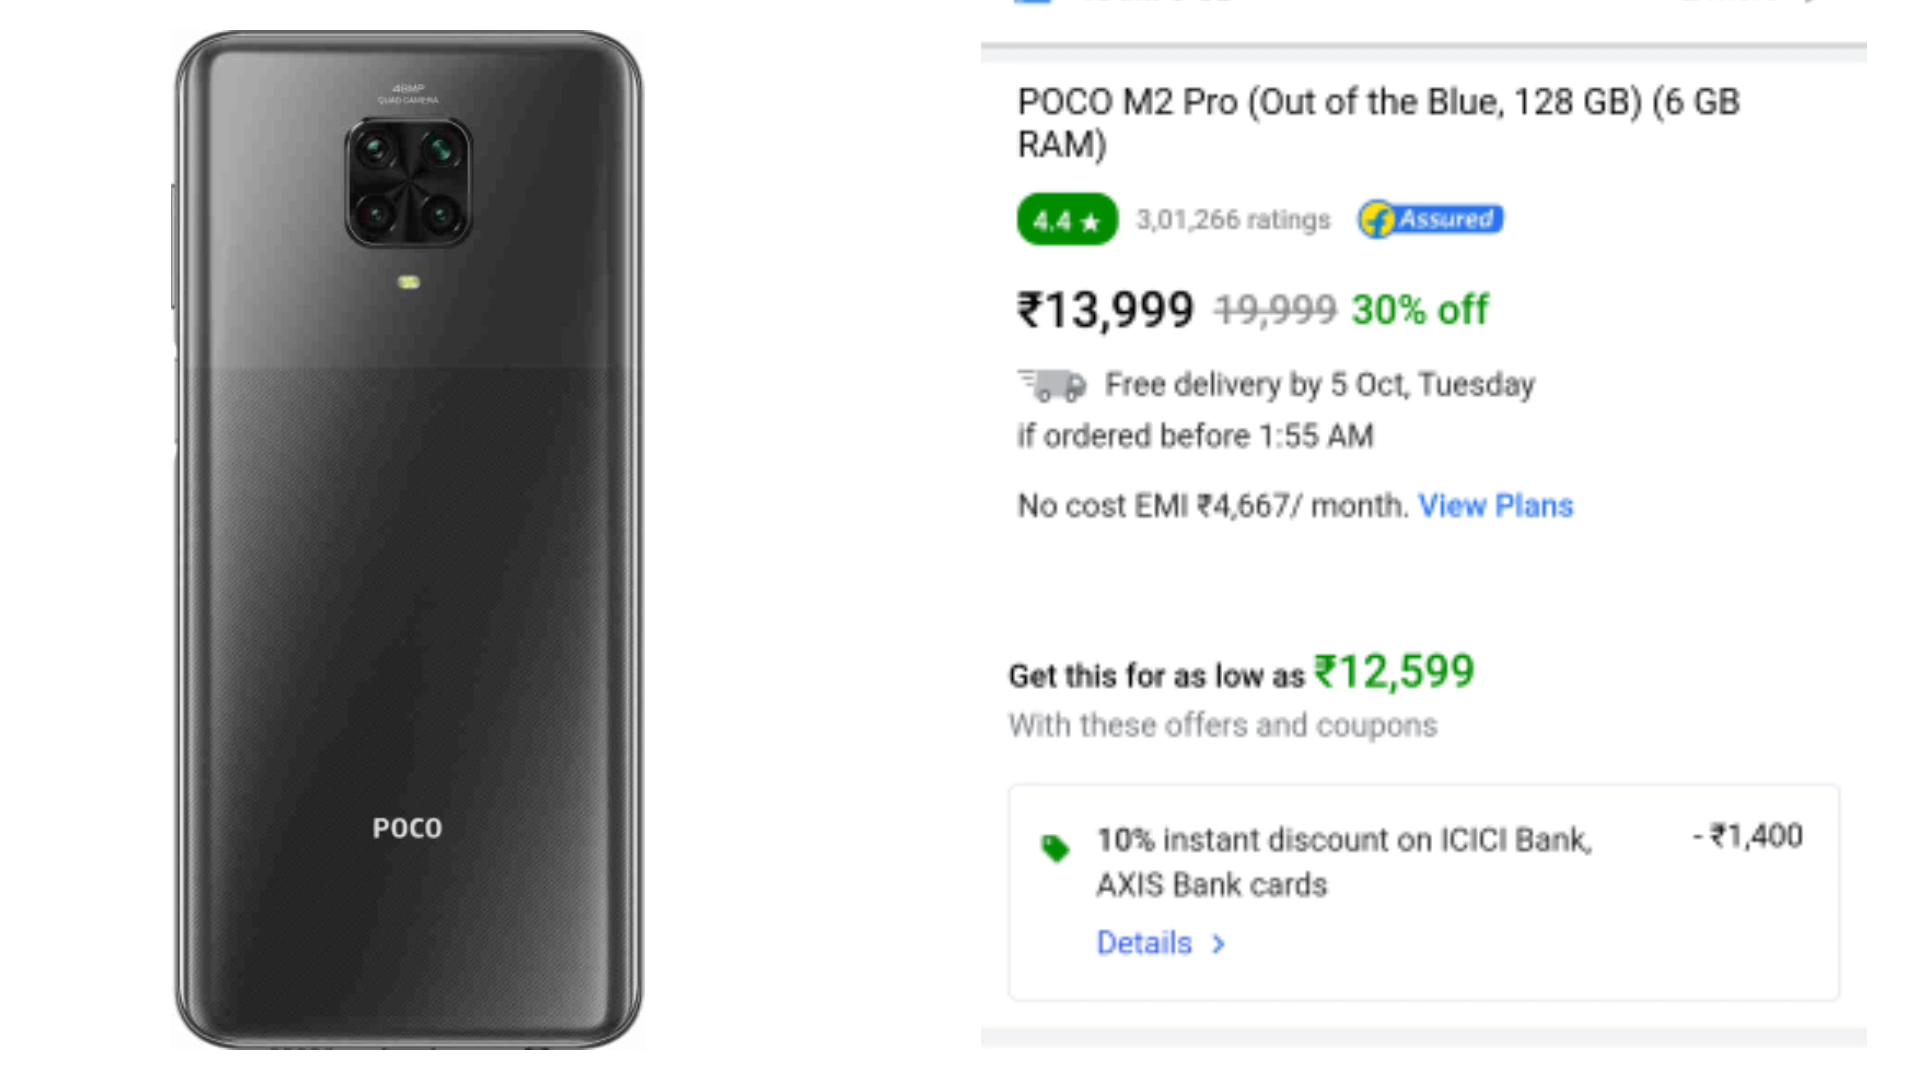 48MP
QUAD CAMERA
POCO
POCO M2 Pro (Out of the Blue, 128 GB) (6 GB
RAM)
4.4 ★ 3,01,266 ratings Assured
₹13,999 19,999 30% off
Free delivery by 5 Oct, Tuesday
if ordered before 1:55 AM
No cost EMI ₹4,667/ month. View Plans
Get this for as low as ₹12,599
With these offers and coupons
10% instant discount on ICICI Bank, - ₹1,400
AXIS Bank cards
Details >